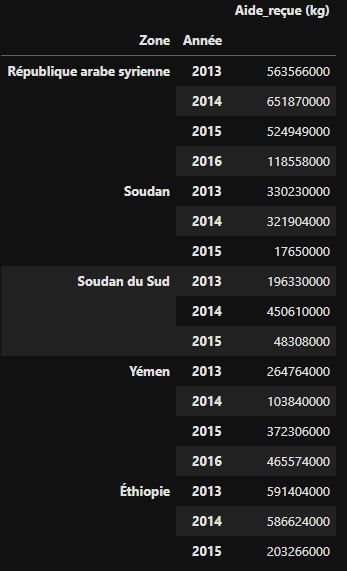 Aide_reçue (kg)
Zone Année
République arabe syrienne 2013 563566000
2014 651870000
2015 524949000
2016 118558000
Soudan 2013 330230000
2014 321904000
2015 17650000
Soudan du Sud 2013 196330000
2014 450610000
2015 48308000
Yémen 2013 264764000
2014 103840000
2015 372306000
2016 465574000
Éthiopie 2013 591404000
2014 586624000
2015 203266000